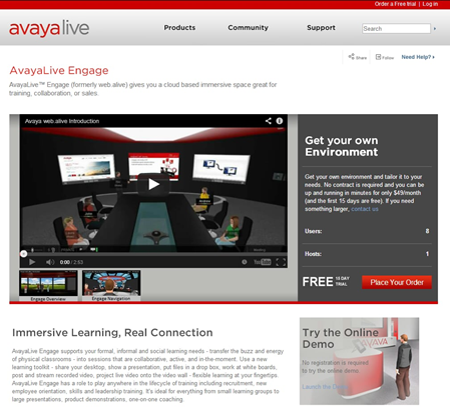 Order a Free trial | Log in
avayalive
Products
Community
Support
Search
Share
Follow
Need Help?
AvayaLive Engage
AvayaLive™ Engage (formerly web.alive) gives you a cloud based immersive space great for
training, collaboration, or sales.
Avaya web.alive Introduction
0:00 / 2:53
YouTube
Engage Overview
Engage Navigation
Get your own
Environment
Get your own environment and tailor it to your
needs. No contract is required and you can be
up and running in minutes for only $49/month
(and the first 15 days are free). If you need
something larger, contact us
Users: 8
Hosts: 1
FREE 10 DAY
TRIAL
Place Your Order
Immersive Learning, Real Connection
AvayaLive Engage supports your formal, informal and social learning needs - transfer the buzz and energy
of physical classrooms - into sessions that are collaborative, active, and in-the-moment. Use a new
learning toolkit - share your desktop, show a presentation, put files in a drop box, work at white boards,
post and stream recorded video, project live video onto the video wall - flexible learning at your fingertips.
AvayaLive Engage has a role to play anywhere in the lifecycle of training including recruitment, new
employee orientation, skills and leadership training. It's ideal for everything from small learning groups to
large presentations, product demonstrations, one-on-one coaching.
Try the Online
Demo
AVAYA
No registration is required
to try the online demo.
Launch the Demo